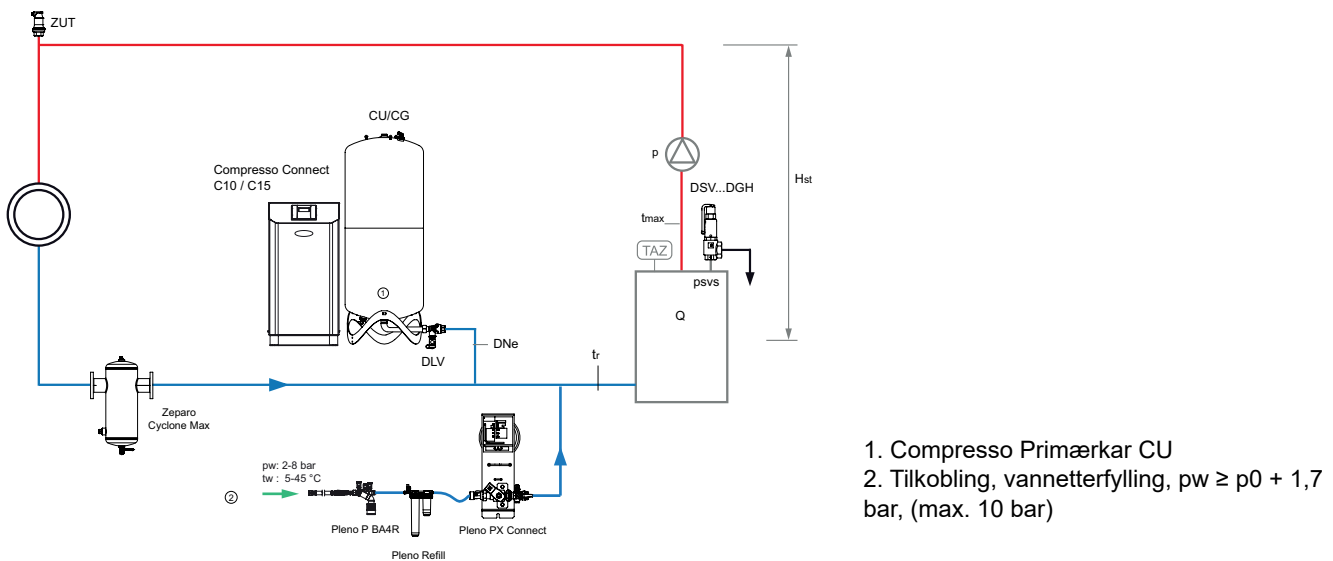 ZUT
CU/CG
Compresso Connect
C10 / C15
p
Hst
DSV...DGH
tmax
TAZ
psvs
1
Q
DNe
DLV
tr
Zeparo
Cyclone Max
pw: 2-8 bar
tw : 5-45 °C
2
Pleno P BA4R
Pleno PX Connect
Pleno Refill
1. Compresso Primærkar CU
2. Tilkobling, vannetterfylling, pw ≥ p0 + 1,7
bar, (max. 10 bar)